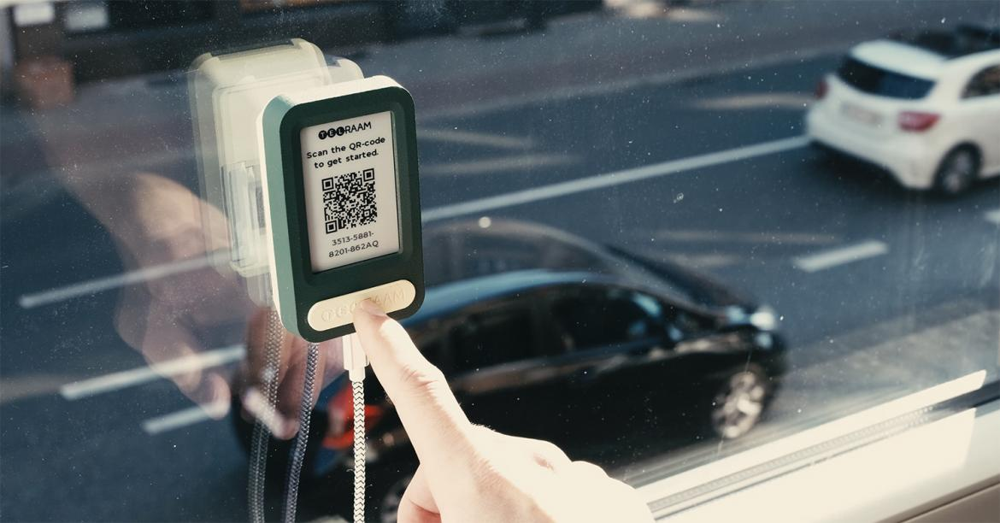 TELRAAM
Scan the QR-code
to get started.
3513-5881-
8201-862AQ
TELRAAM